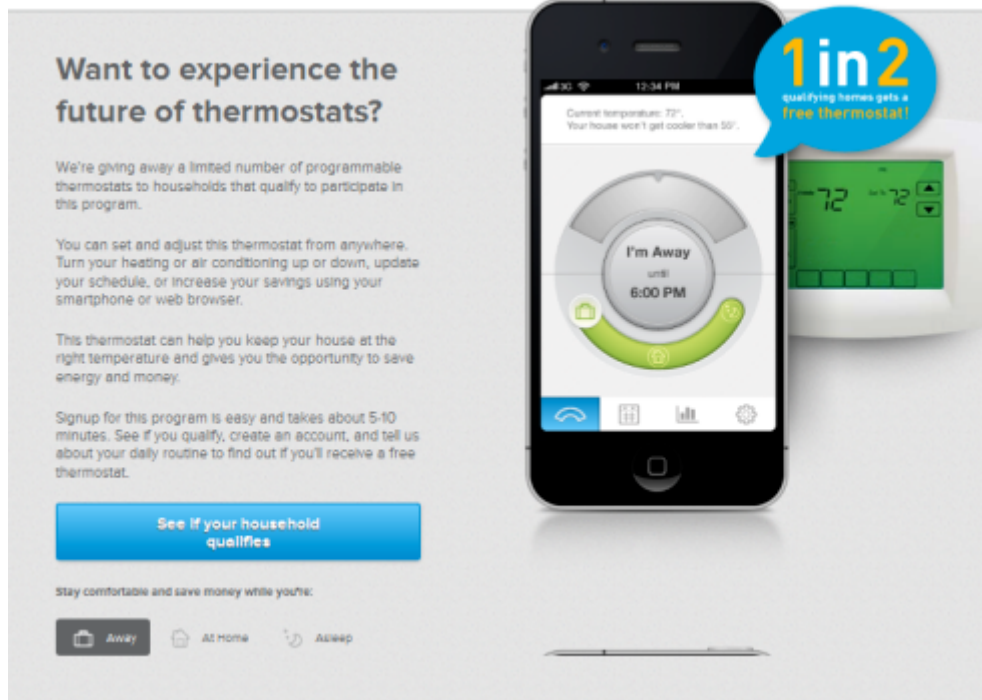 Want to experience the
future of thermostats?
We're giving away a limited number of programmable
thermostats to households that qualify to participate in
this program.
You can set and adjust this thermostat from anywhere.
Turn your heating or air conditioning up or down, update
your schedule, or increase your savings using your
smartphone or web browser.
This thermostat can help you keep your house at the
right temperature and gives you the opportunity to save
energy and money.
Signup for this program is easy and takes about 5-10
minutes. See if you qualify, create an account, and tell us
about your daily routine to find out if you'll receive a free
thermostat.
See if your household
qualifies
Stay comfortable and save money while you're:
Away At Home Asleep
3G 12:34 PM
Current temperature: 72°.
Your house won't get cooler than 55°.
I'm Away
until
6:00 PM
1 in 2
qualifying homes gets a
free thermostat!
72 72